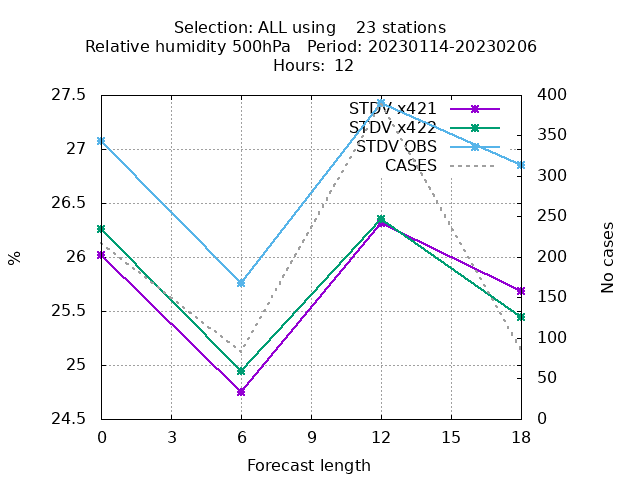 Selection: ALL using    23 stations
Relative humidity 500hPa   Period: 20230114-20230206
Hours: 12
27.5
27
26.5
26
25.5
25
24.5
%
STDV x421
STDV x422
STDV OBS
CASES
400
350
300
250
200
150
100
50
0
No cases
0 3 6 9 12 15 18
Forecast length